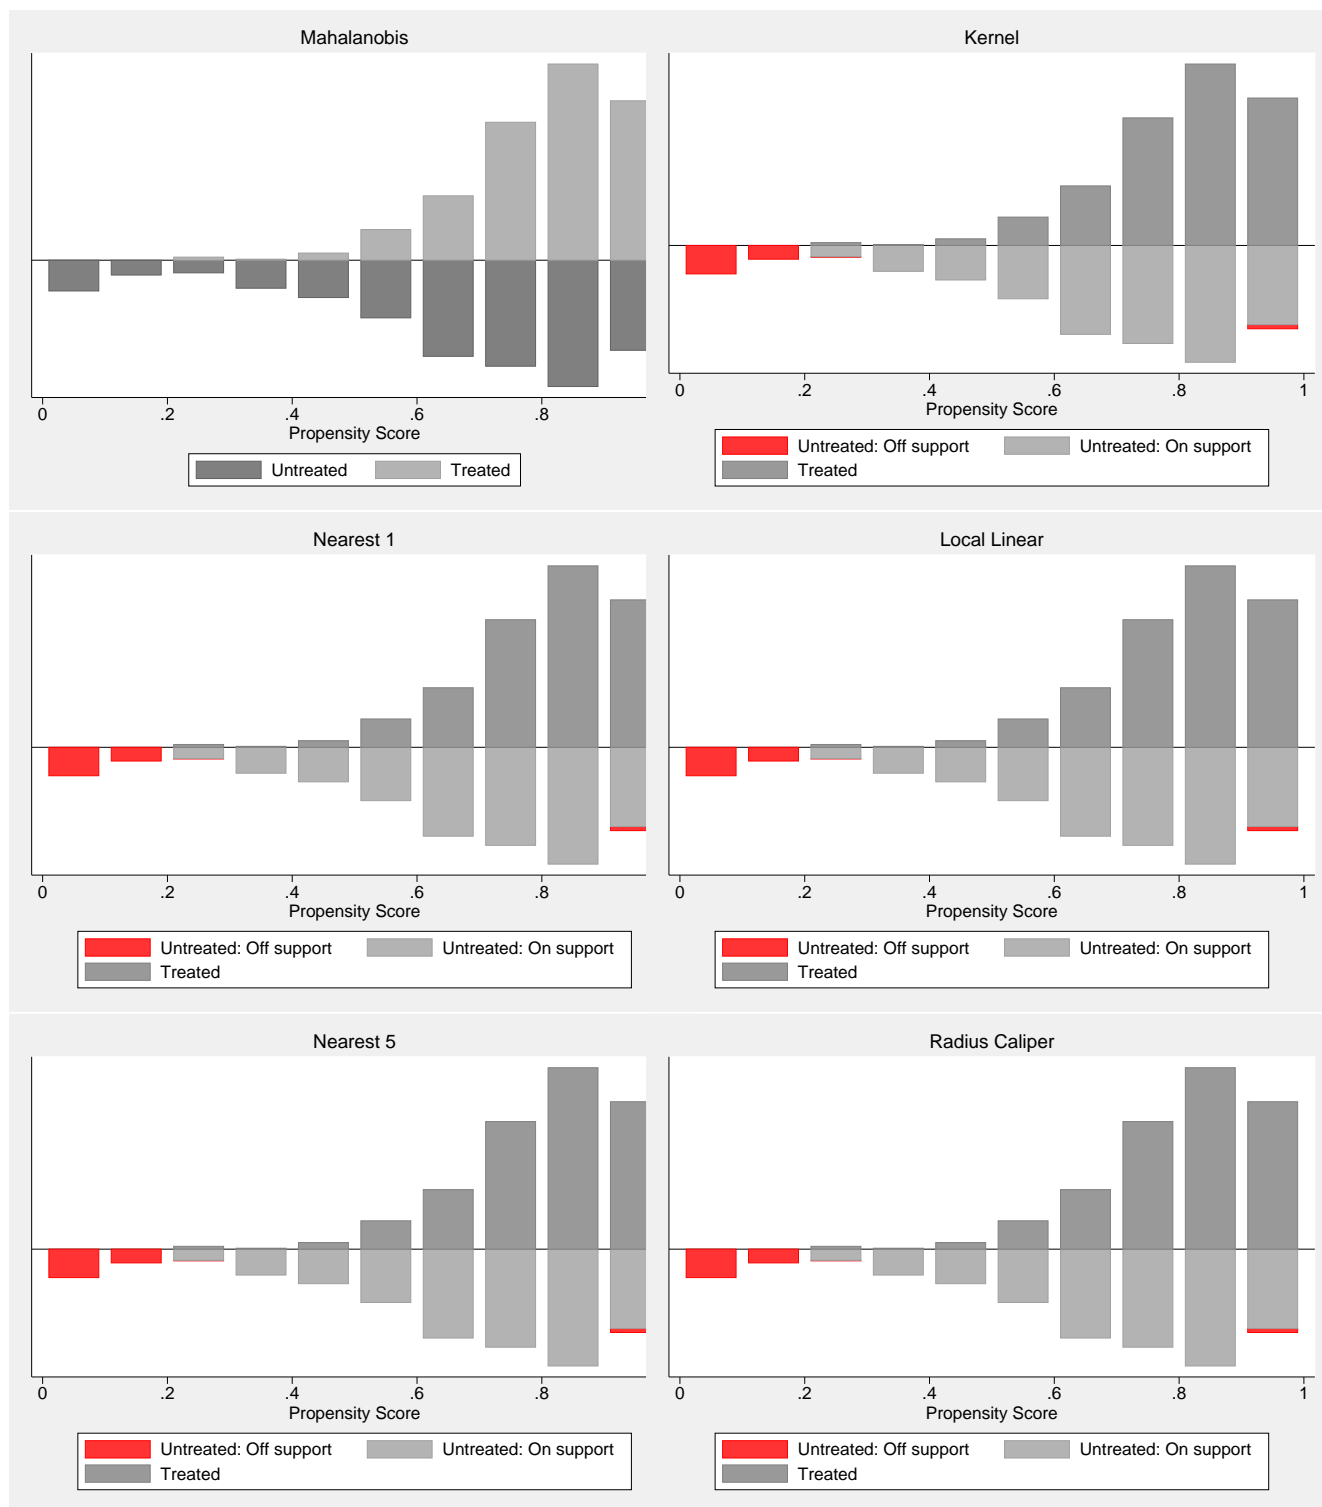 Mahalanobis
0 .2 .4 .6 .8
Propensity Score
Untreated Treated
Kernel
0 .2 .4 .6 .8 1
Propensity Score
Untreated: Off support Untreated: On support
Treated
Nearest 1
0 .2 .4 .6 .8
Propensity Score
Untreated: Off support Untreated: On support
Treated
Local Linear
0 .2 .4 .6 .8 1
Propensity Score
Untreated: Off support Untreated: On support
Treated
Nearest 5
0 .2 .4 .6 .8
Propensity Score
Untreated: Off support Untreated: On support
Treated
Radius Caliper
0 .2 .4 .6 .8 1
Propensity Score
Untreated: Off support Untreated: On support
Treated